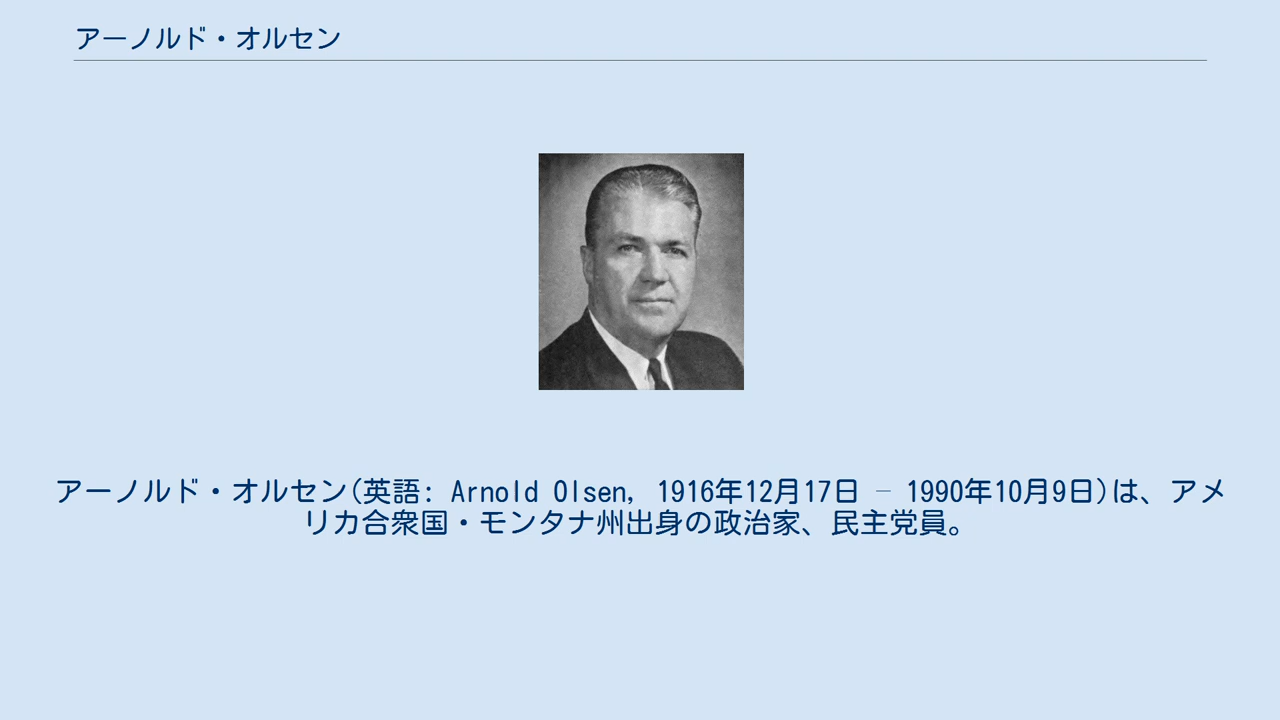 アーノルド・オルセン
アーノルド・オルセン(英語: Arnold Olsen, 1916年12月17日 – 1990年10月9日)は、アメ
リカ合衆国・モンタナ州出身の政治家、民主党員。